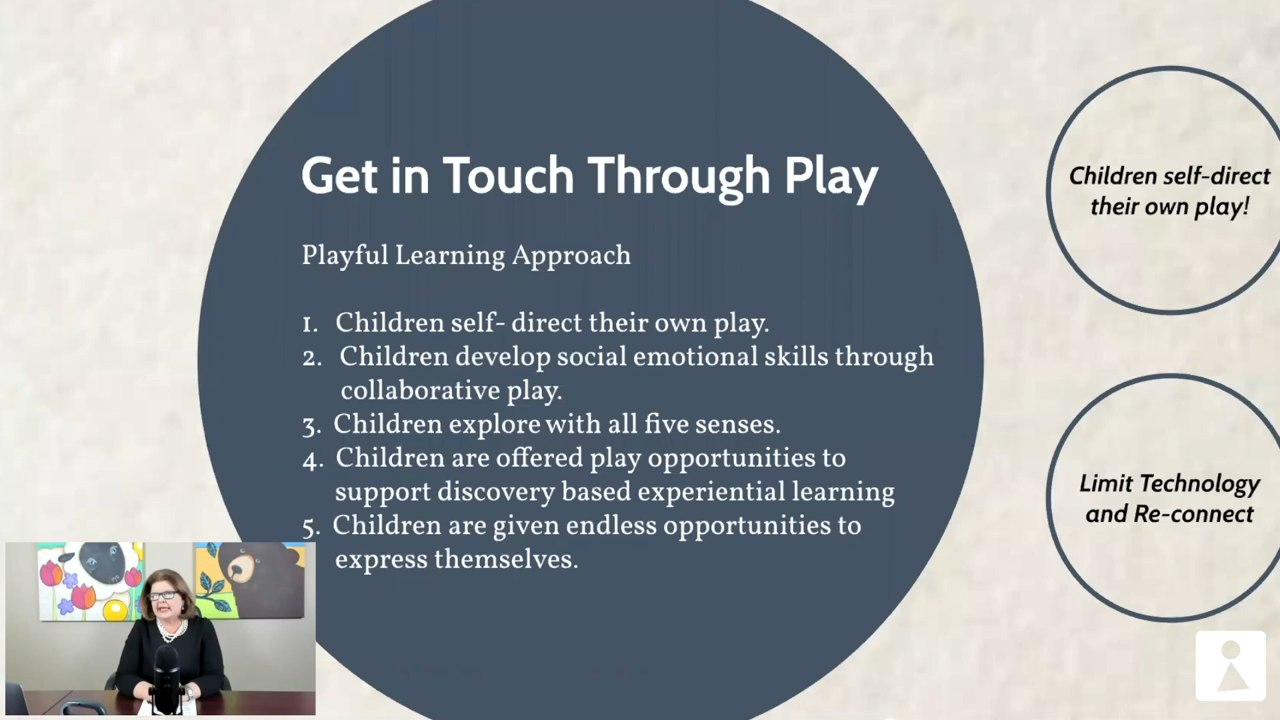 Get in Touch Through Play
Playful Learning Approach
1. Children self- direct their own play.
2. Children develop social emotional skills through
collaborative play.
3. Children explore with all five senses.
4. Children are offered play opportunities to
support discovery based experiential learning
5. Children are given endless opportunities to
express themselves.
Children self-direct
their own play!
Limit Technology
and Re-connect